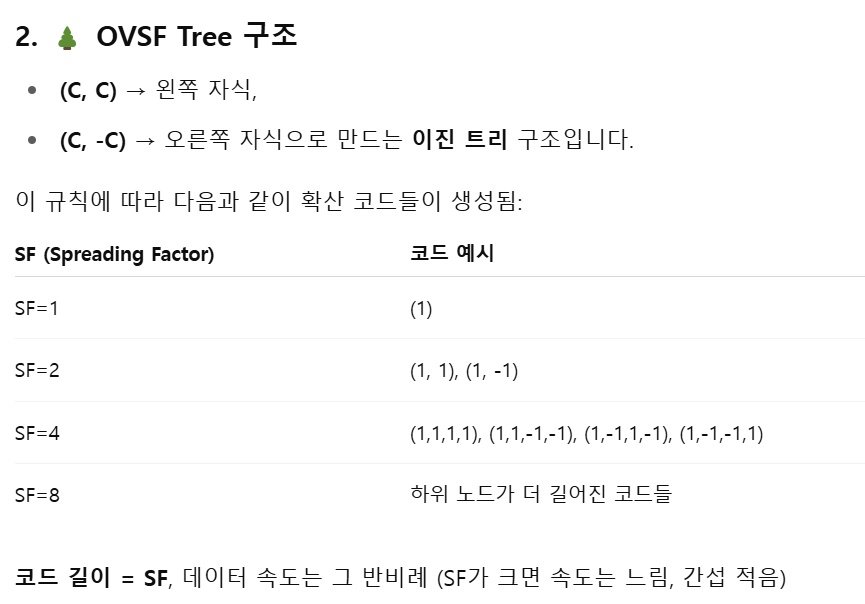 2. 🌲 OVSF Tree 구조
• (C, C) → 왼쪽 자식,
• (C, -C) → 오른쪽 자식으로 만드는 이진 트리 구조입니다.
이 규칙에 따라 다음과 같이 확산 코드들이 생성됨:
SF (Spreading Factor) 코드 예시
SF=1 (1)
SF=2 (1, 1), (1, -1)
SF=4 (1,1,1,1), (1,1,-1,-1), (1,-1,1,-1), (1,-1,-1,1)
SF=8 하위 노드가 더 길어진 코드들
코드 길이 = SF, 데이터 속도는 그 반비례 (SF가 크면 속도는 느림, 간섭 적음)